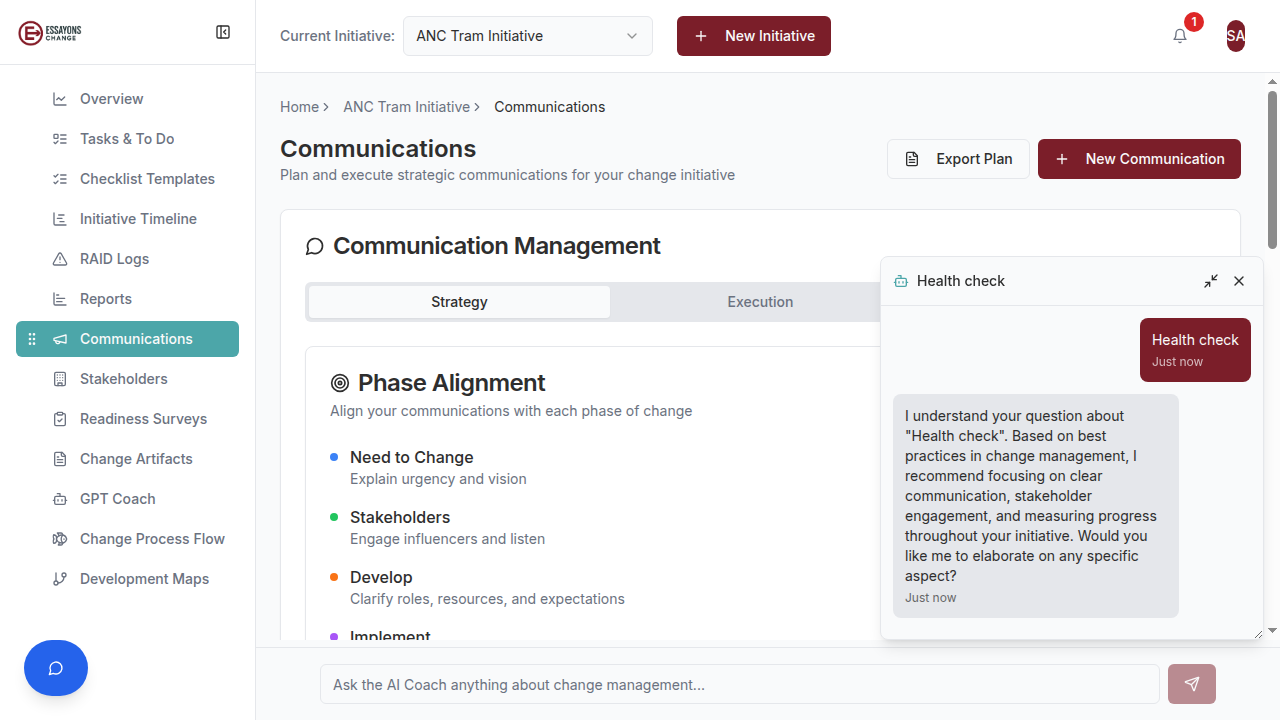 ESSAYONS
CHANGE
Current Initiative:
ANC Tram Initiative
New Initiative
1
SA
Overview
Tasks & To Do
Checklist Templates
Initiative Timeline
RAID Logs
Reports
Communications
Stakeholders
Readiness Surveys
Change Artifacts
GPT Coach
Change Process Flow
Development Maps
Home
ANC Tram Initiative
Communications
Communications
Plan and execute strategic communications for your change initiative
Export Plan
New Communication
Communication Management
Strategy
Execution
Phase Alignment
Align your communications with each phase of change
Need to Change
Explain urgency and vision
Stakeholders
Engage influencers and listen
Develop
Clarify roles, resources, and expectations
Implement
Health check
Health check
Just now
I understand your question about
"Health check". Based on best
practices in change management, I
recommend focusing on clear
communication, stakeholder
engagement, and measuring progress
throughout your initiative. Would you
like me to elaborate on any specific
aspect?
Just now
Ask the AI Coach anything about change management...